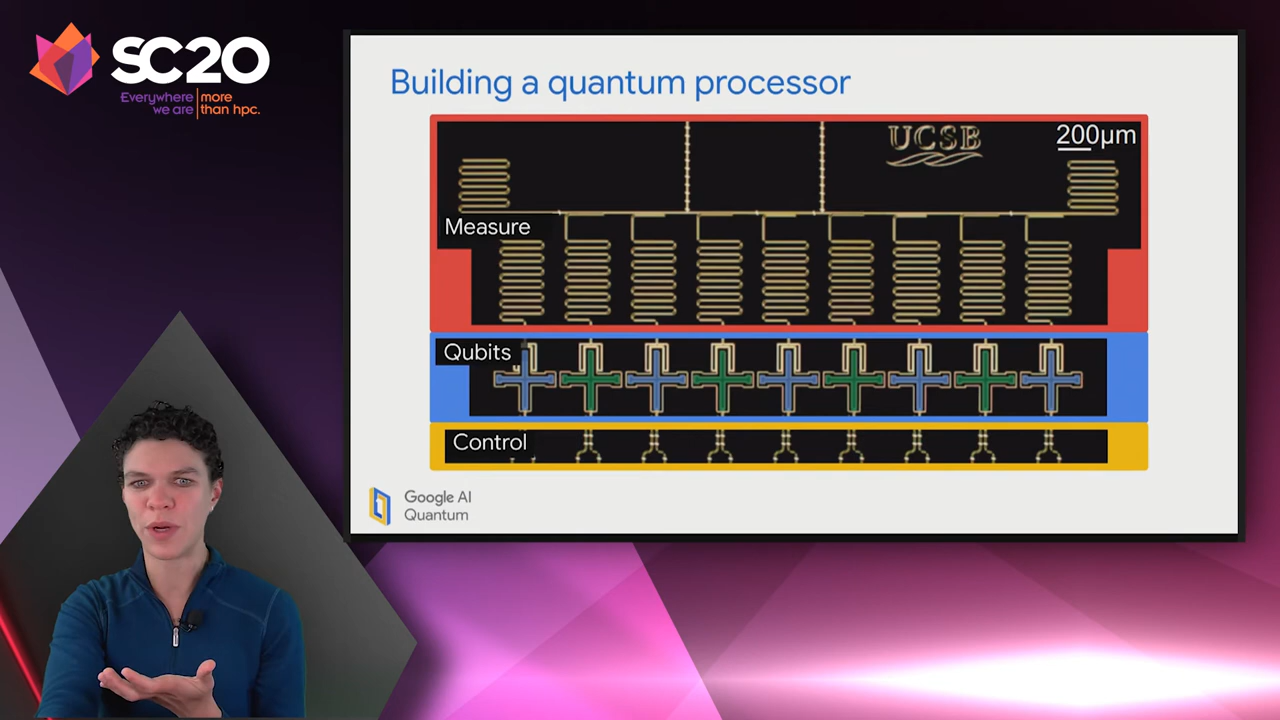 SC20
Everywhere we are | more than hpc.
Building a quantum processor
UCSB
200μm
Measure
Qubits
Control
Google AI
Quantum